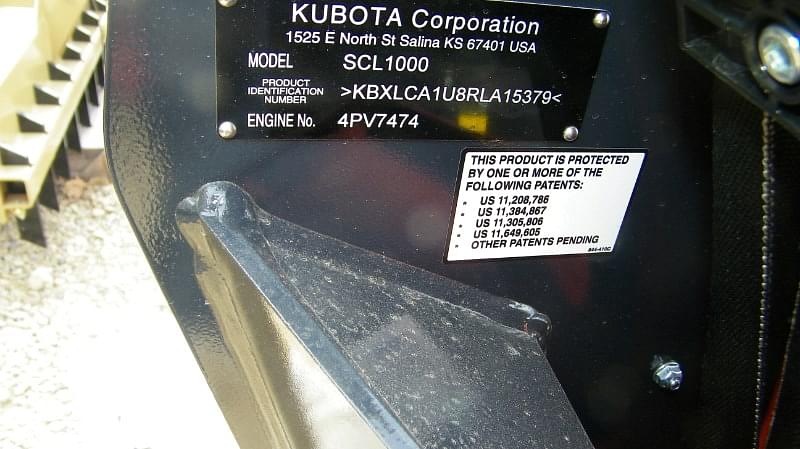 KUBOTA Corporation
1525 E North St Salina KS 67401 USA
MODEL SCL1000
PRODUCT
IDENTIFICATION
NUMBER
>KBXLCA1U8RLA15379<
ENGINE No. 4PV7474
THIS PRODUCT IS PROTECTED
BY ONE OR MORE OF THE
FOLLOWING PATENTS:
• US 11,208,786
• US 11,384,867
• US 11,305,806
• US 11,649,605
• OTHER PATENTS PENDING